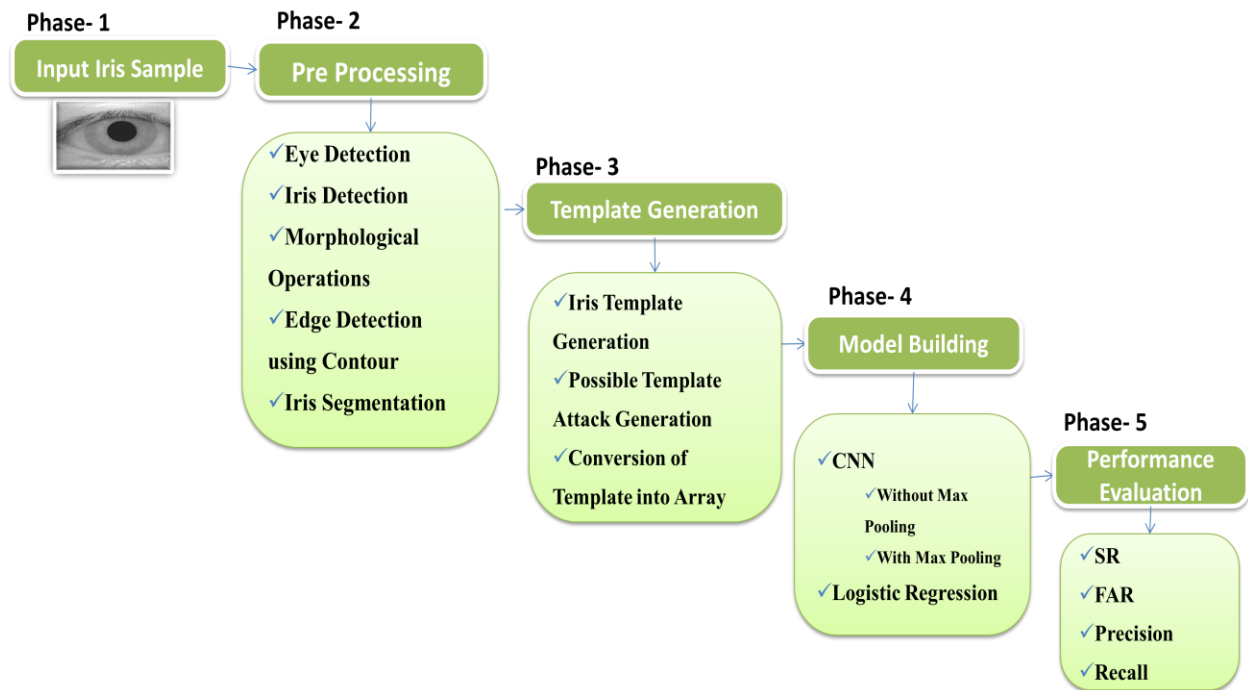 Phase- 1
Input Iris Sample
Phase- 2
Pre Processing
✓Eye Detection
✓Iris Detection
✓Morphological
Operations
✓Edge Detection
using Contour
✓Iris Segmentation
Phase- 3
Template Generation
✓Iris Template
Generation
✓Possible Template
Attack Generation
✓Conversion of
Template into Array
Phase- 4
Model Building
✓CNN
✓Without Max
Pooling
✓With Max Pooling
✓Logistic Regression
Phase- 5
Performance
Evaluation
✓SR
✓FAR
✓Precision
✓Recall